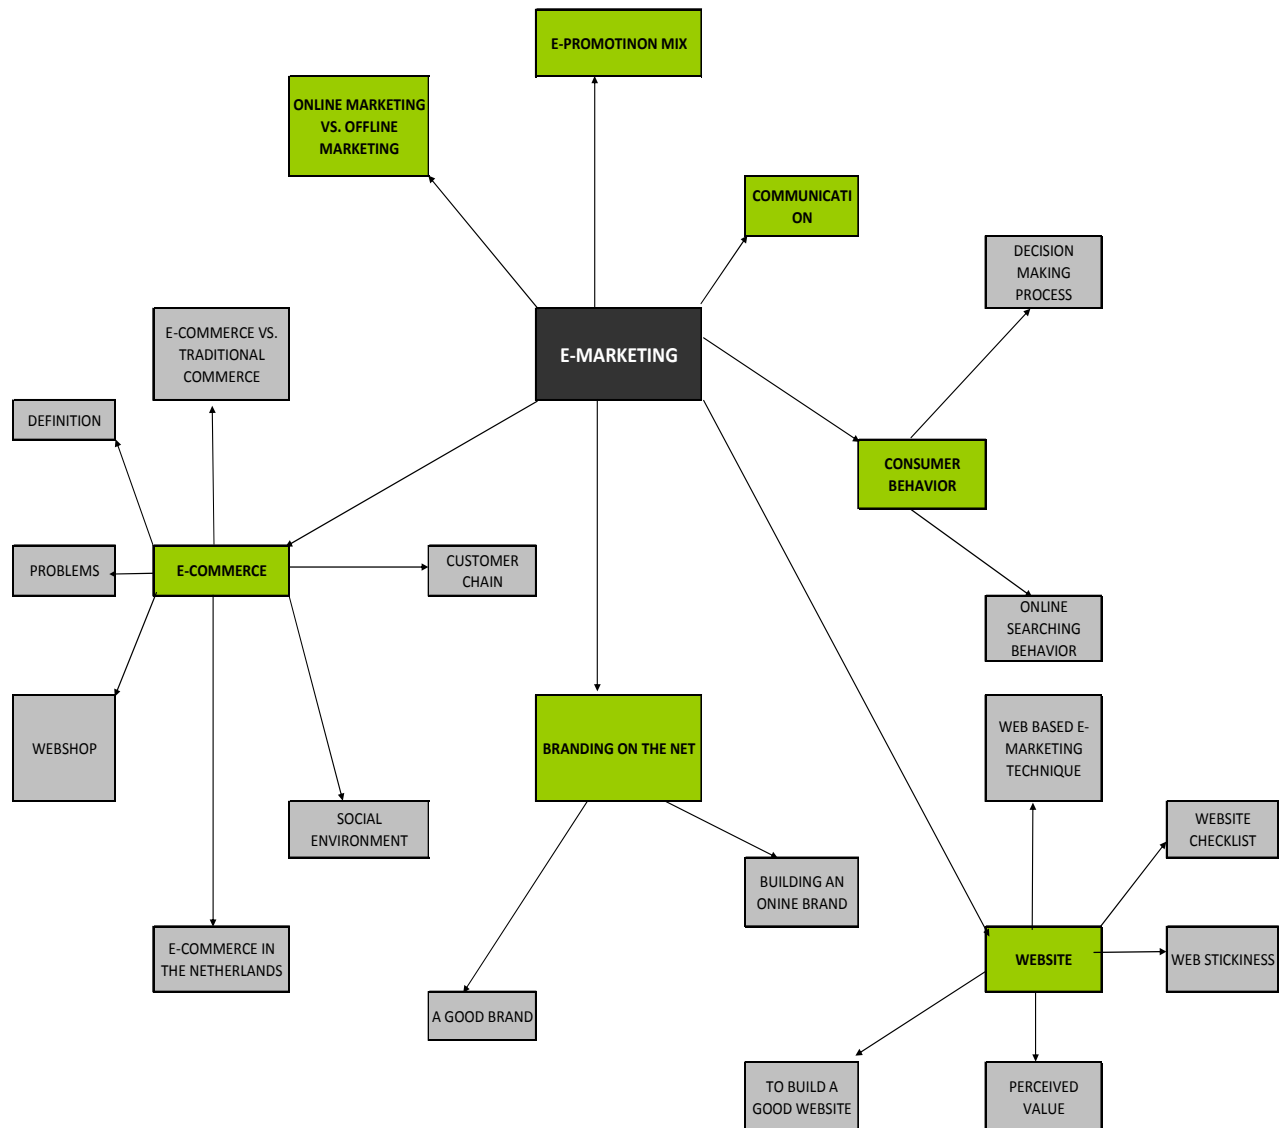 E-PROMOTINON MIX
ONLINE MARKETING
VS. OFFLINE
MARKETING
COMMUNICATI
ON
DECISION
MAKING
PROCESS
E-COMMERCE VS.
TRADITIONAL
COMMERCE
E-MARKETING
DEFINITION
CONSUMER
BEHAVIOR
PROBLEMS
E-COMMERCE
CUSTOMER
CHAIN
ONLINE
SEARCHING
BEHAVIOR
WEBSHOP
BRANDING ON THE NET
WEB BASED E-
MARKETING
TECHNIQUE
SOCIAL
ENVIRONMENT
WEBSITE
CHECKLIST
BUILDING AN
ONINE BRAND
E-COMMERCE IN
THE NETHERLANDS
WEBSITE
WEB STICKINESS
A GOOD BRAND
TO BUILD A
GOOD WEBSITE
PERCEIVED
VALUE